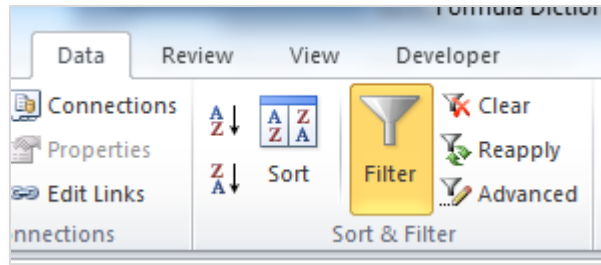 Formula Diction
Data Review View Developer
Connections
Properties
Edit Links
nnections
A Z
Z A
A Z
Z A
Sort
Filter
Clear
Reapply
Advanced
Sort & Filter